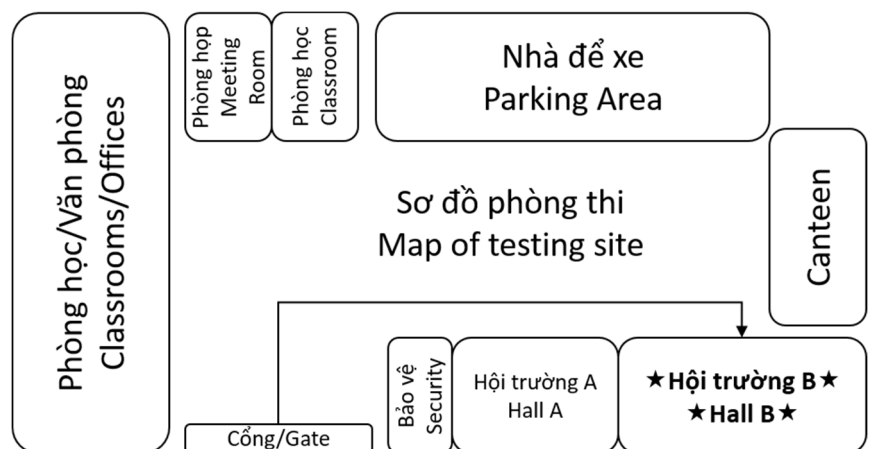 Phòng học/Văn phòng
Classrooms/Offices
Phòng họp
Meeting
Room
Phòng học
Classroom
Nhà để xe
Parking Area
Sơ đồ phòng thi
Map of testing site
Canteen
Bảo vệ
Security
Hội trường A
Hall A
★Hội trường B★
★Hall B★
Cổng/Gate